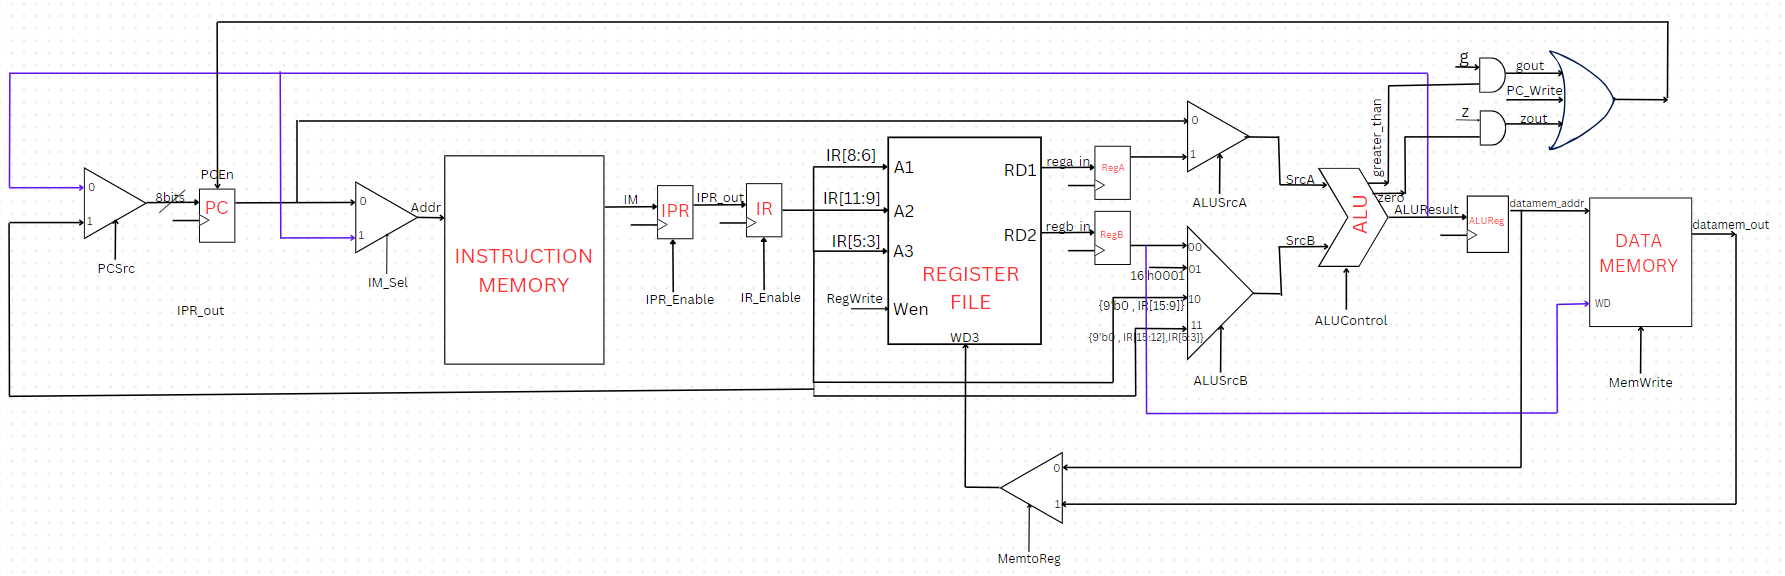 g
gout
PC_Write
Z
zout
greater_than
PCEn
0
8bits
PC
1
PCSrc
IPR_out
0
Addr
1
IM_Sel
INSTRUCTION
MEMORY
IM
IPR
IPR_out
IR
IPR_Enable
IR_Enable
IR[8:6]
IR[11:9]
IR[5:3]
RegWrite
A1
A2
A3
Wen
RD1
RD2
REGISTER
FILE
WD3
rega_in
RegA
regb_in
RegB
0
1
ALUSrcA
00
16'h0001
01
10
{9'b0 , IR[15:9]}
11
{9'b0 , IR[15:12],IR[5:3]}
ALUSrcB
SrcA
SrcB
ALU
zero
ALUResult
ALUControl
ALUReg
datamem_addr
DATA
MEMORY
WD
datamem_out
MemWrite
0
1
MemtoReg